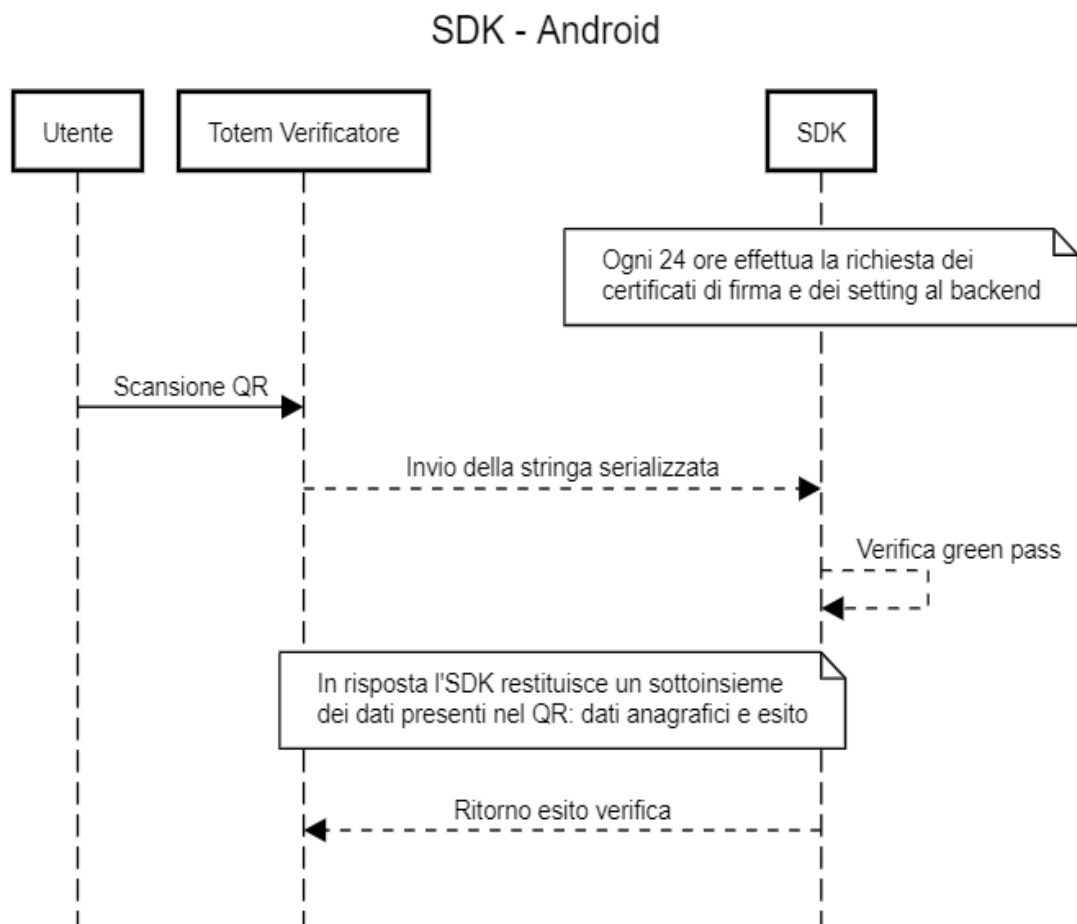 SDK - Android
Utente
Totem Verificatore
SDK
Ogni 24 ore effettua la richiesta dei
certificati di firma e dei setting al backend
Scansione QR
Invio della stringa serializzata
Verifica green pass
In risposta l'SDK restituisce un sottoinsieme
dei dati presenti nel QR: dati anagrafici e esito
Ritorno esito verifica